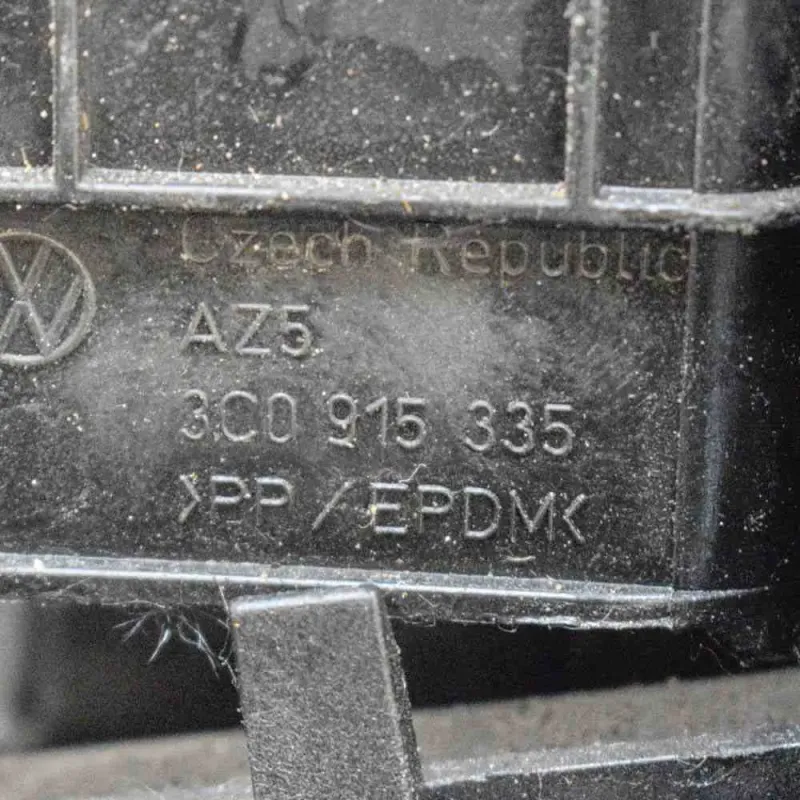 Czech Republic
AZ5
3C0 915 335
>PP/EPDM<